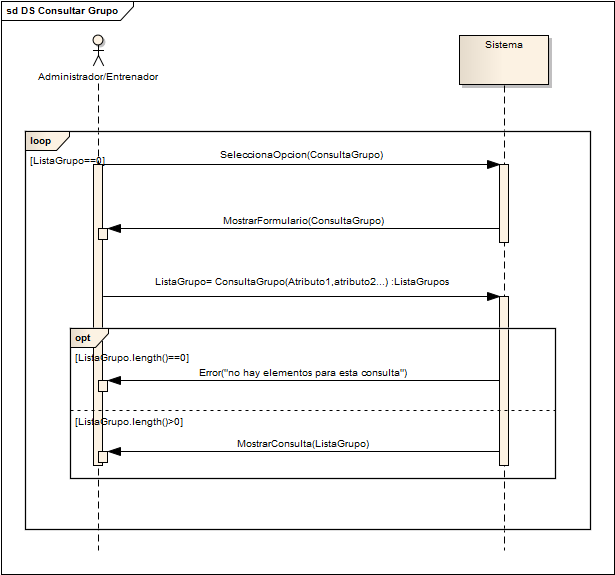 sd DS Consultar Grupo
Administrador/Entrenador
Sistema
loop
[ListaGrupo==0]
SeleccionaOpcion(ConsultaGrupo)
MostrarFormulario(ConsultaGrupo)
ListaGrupo= ConsultaGrupo(Atributo1,atributo2...) :ListaGrupos
opt
[ListaGrupo.length()==0]
Error("no hay elementos para esta consulta")
[ListaGrupo.length()>0]
MostrarConsulta(ListaGrupo)